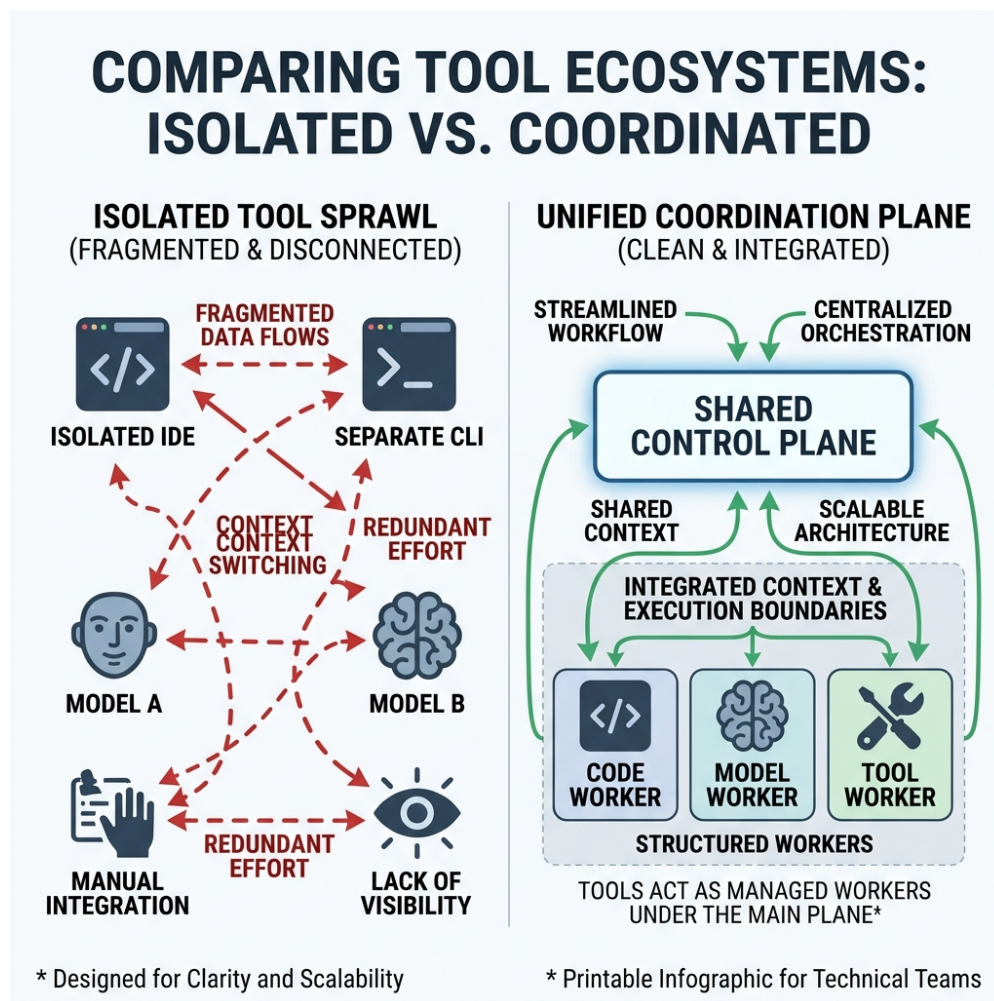 COMPARING TOOL ECOSYSTEMS:
ISOLATED VS. COORDINATED
ISOLATED TOOL SPRAWL
(FRAGMENTED & DISCONNECTED)
FRAGMENTED
DATA FLOWS
ISOLATED IDE
SEPARATE CLI
CONTEXT
CONTEXT
SWITCHING
REDUNDANT
EFFORT
MODEL A
MODEL B
REDUNDANT
EFFORT
MANUAL
INTEGRATION
LACK OF
VISIBILITY
UNIFIED COORDINATION PLANE
(CLEAN & INTEGRATED)
STREAMLINED
WORKFLOW
CENTRALIZED
ORCHESTRATION
SHARED
CONTROL PLANE
SHARED
CONTEXT
SCALABLE
ARCHITECTURE
INTEGRATED CONTEXT &
EXECUTION BOUNDARIES
</>
CODE
WORKER
MODEL
WORKER
TOOL
WORKER
STRUCTURED WORKERS
TOOLS ACT AS MANAGED WORKERS
UNDER THE MAIN PLANE*
* Designed for Clarity and Scalability
* Printable Infographic for Technical Teams